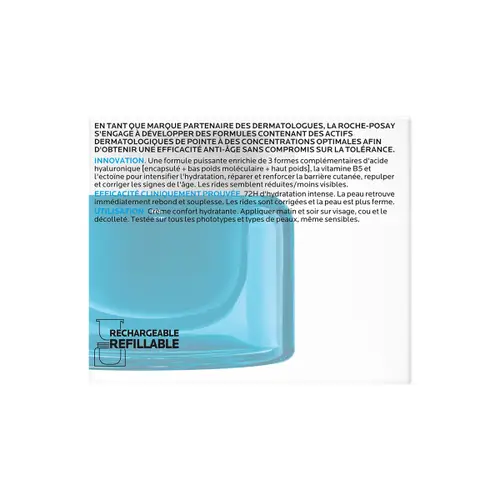 EN TANT QUE MARQUE PARTENAIRE DES DERMATOLOGUES, LA ROCHE-POSAY
S'ENGAGE À DÉVELOPPER DES FORMULES CONTENANT DES ACTIFS
DERMATOLOGIQUES DE POINTE À DES CONCENTRATIONS OPTIMALES AFIN
D'OBTENIR UNE EFFICACITÉ ANTI-ÂGE SANS COMPROMIS SUR LA TOLÉRANCE.
INNOVATION. Une formule puissante enrichie de 3 formes complémentaires d'acide
hyaluronique [encapsulé + bas poids moléculaire + haut poids], la vitamine B5 et
l'ectoïne pour intensifier l'hydratation, réparer et renforcer la barrière cutanée, repulper
et corriger les signes de l'âge. Les rides semblent réduites/moins visibles.
EFFICACITÉ CLINIQUEMENT PROUVÉE. 72H d'hydratation intense. La peau retrouve
immédiatement rebond et souplesse. Les rides sont corrigées et la peau est plus ferme.
UTILISATION. Crème confort hydratante. Appliquer matin et soir sur visage, cou et le
décolleté. Testée sur tous les phototypes et types de peaux, même sensibles.
RECHARGEABLE
REFILLABLE